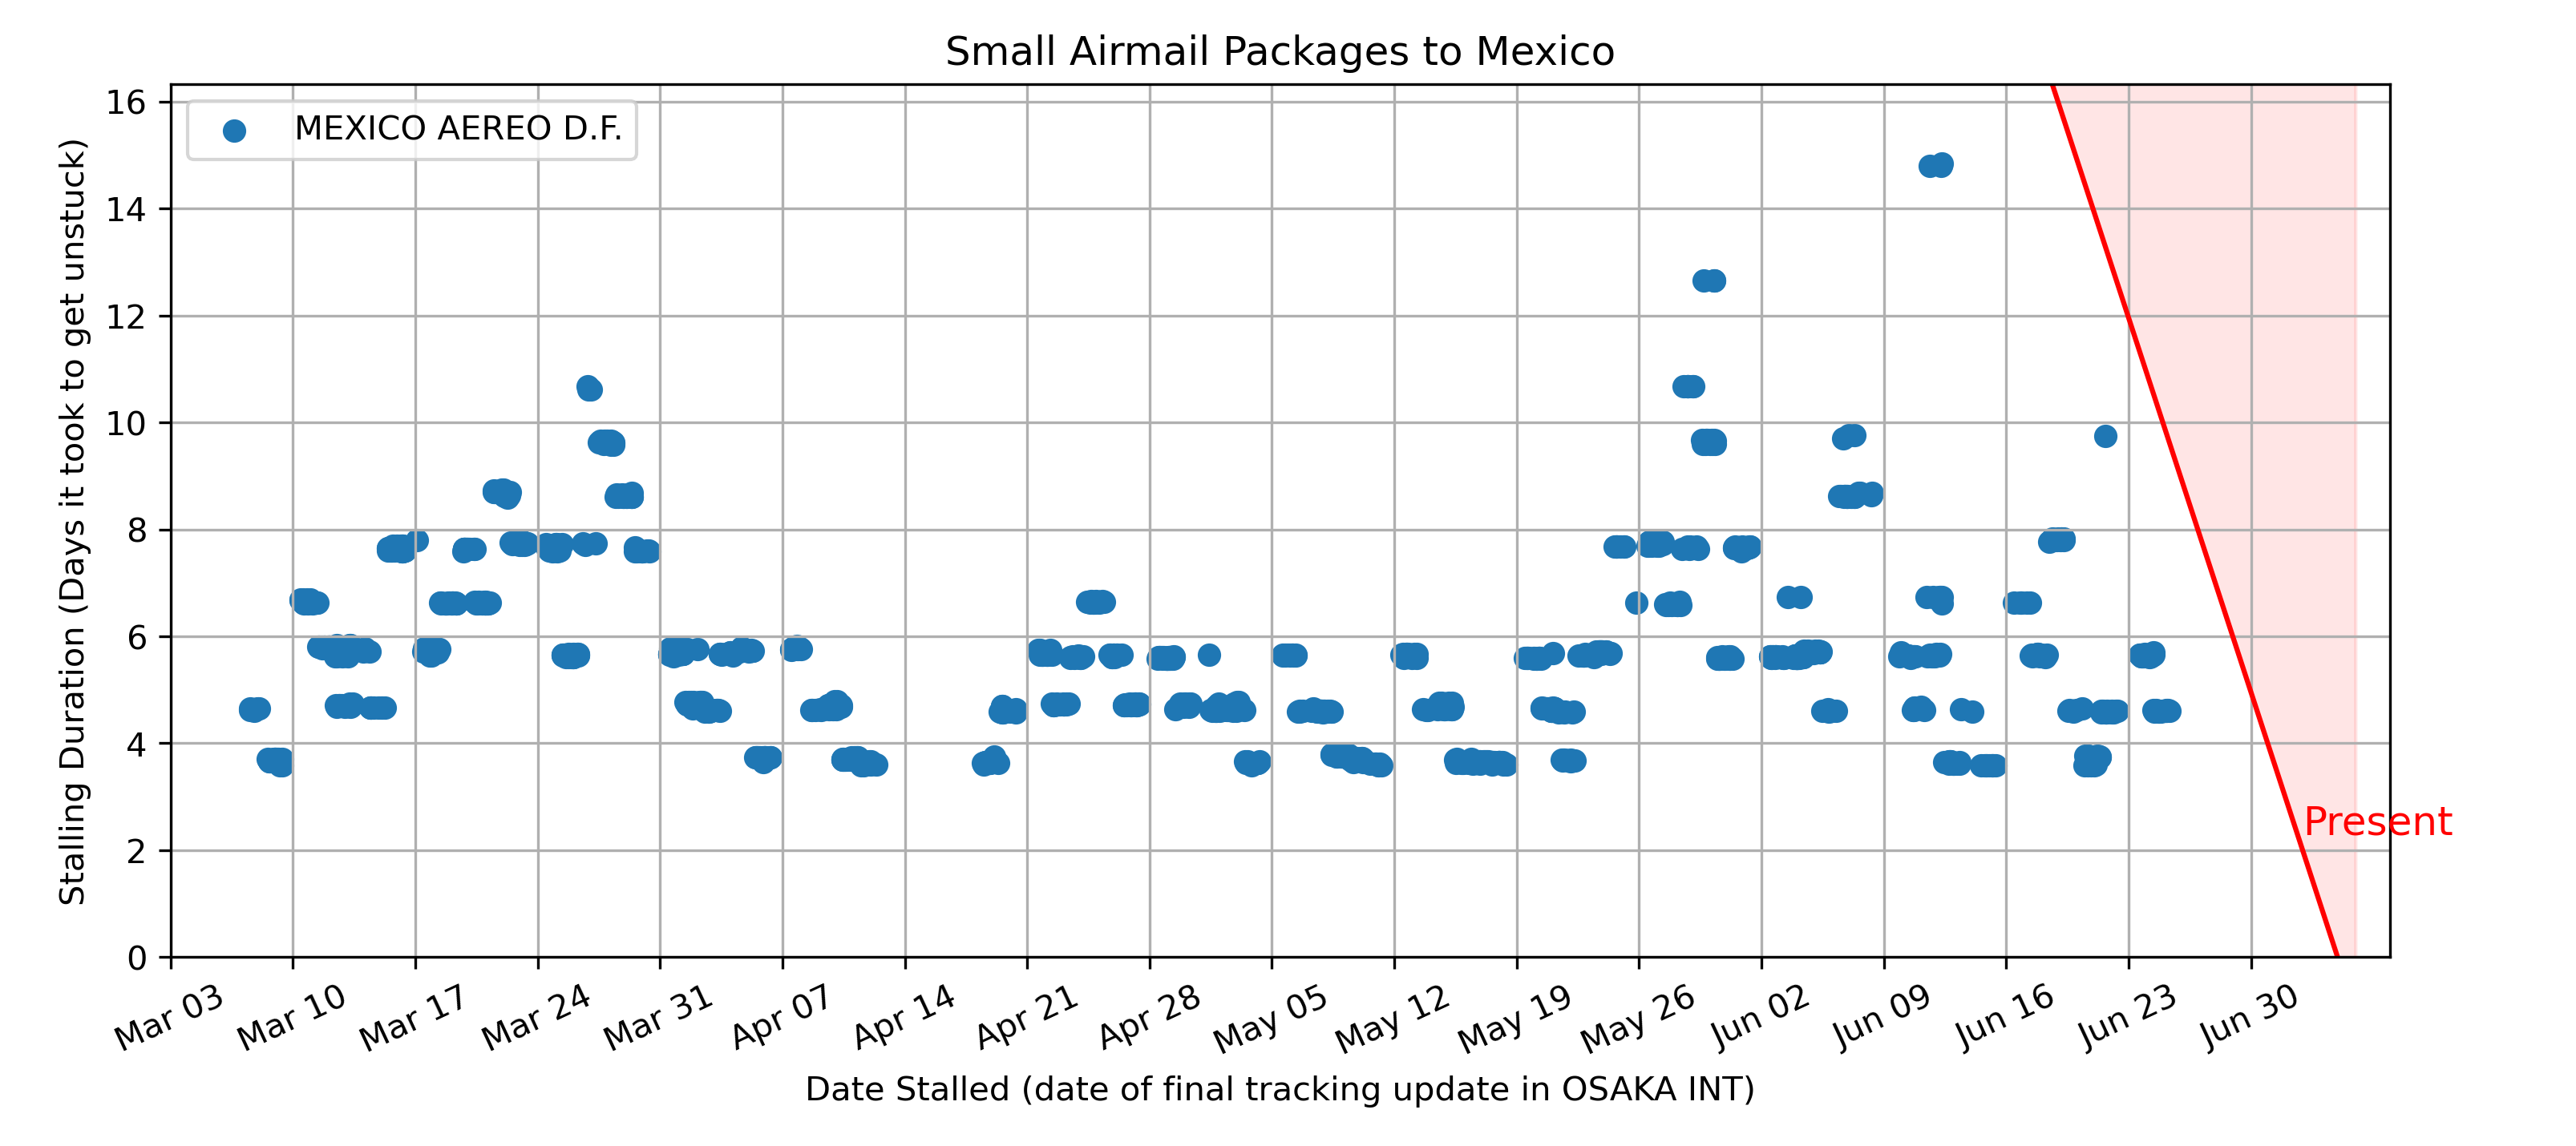 Small Airmail Packages to Mexico
MEXICO AEREO D.F.
Stalling Duration (Days it took to get unstuck)
16
14
12
10
8
6
4
2
0
Present
Mar 03
Mar 10
Mar 17
Mar 24
Mar 31
Apr 07
Apr 14
Apr 21
Apr 28
May 05
May 12
May 19
May 26
Jun 02
Jun 09
Jun 16
Jun 23
Jun 30
Date Stalled (date of final tracking update in OSAKA INT)